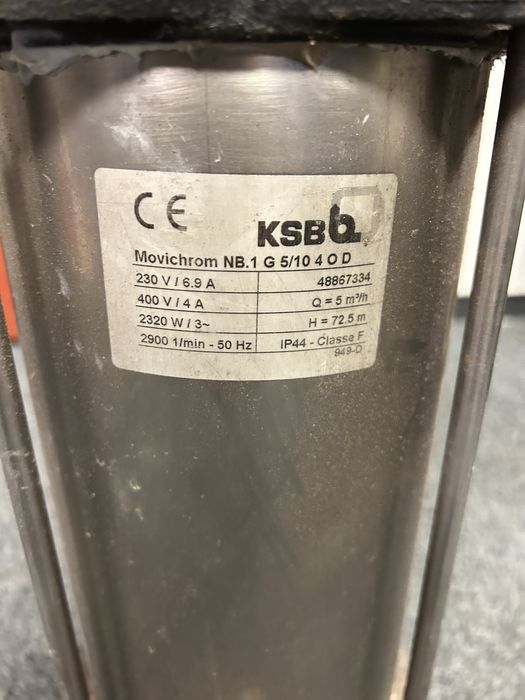 CE
KSB
Movichrom NB.1 G 5/10 4 O D
230 V / 6.9 A 48867334
400 V / 4 A Q = 5 m³/h
2320 W / 3~ H = 72.5 m
2900 1/min - 50 Hz IP44 - Classe F
949-D